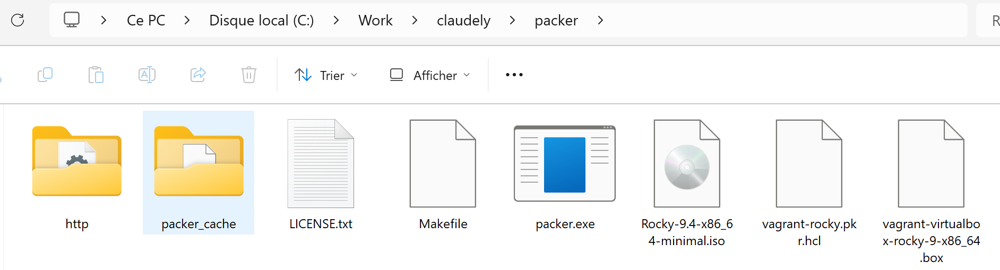 Ce PC > Disque local (C:) > Work > claudely > packer >
R
Trier
Afficher
http
packer_cache
LICENSE.txt
Makefile
packer.exe
Rocky-9.4-x86_6
4-minimal.iso
vagrant-rocky.pk
r.hcl
vagrant-virtualbo
x-rocky-9-x86_64
.box